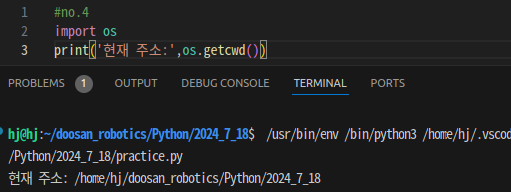 1 #no.4
2 import os
3 print('현재 주소:',os.getcwd())
PROBLEMS 1 OUTPUT DEBUG CONSOLE TERMINAL PORTS
hj@hj:~/doosan_robotics/Python/2024_7_18$ /usr/bin/env /bin/python3 /home/hj/.vscod
/Python/2024_7_18/practice.py
현재 주소: /home/hj/doosan_robotics/Python/2024_7_18